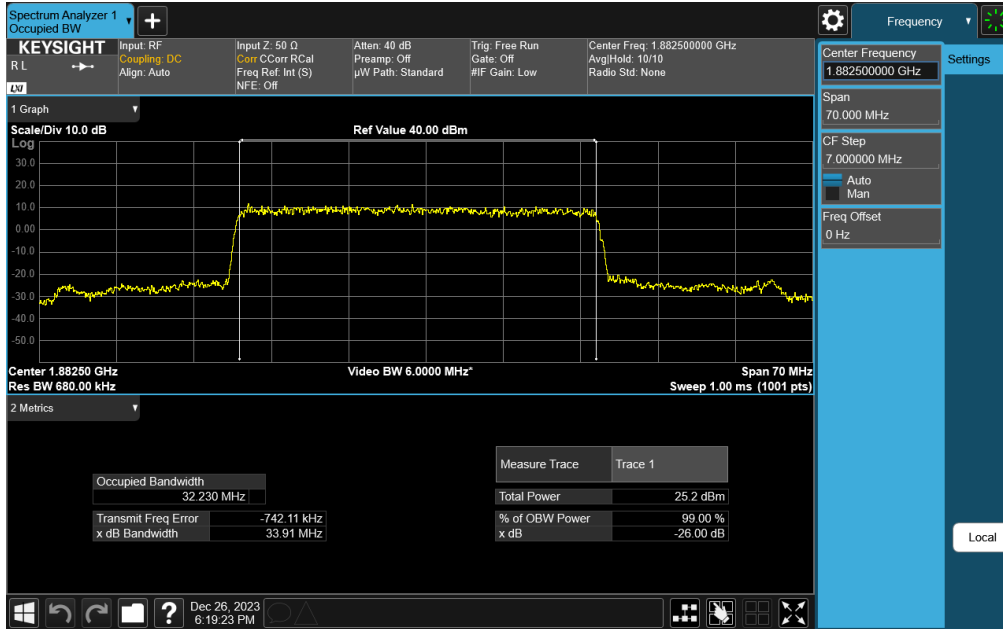 Spectrum Analyzer 1
Occupied BW
+
Frequency
KEYSIGHT
R L
LXI
Input: RF
Coupling: DC
Align: Auto
Input Z: 50 Ω
Corr CCorr RCal
Freq Ref: Int (S)
NFE: Off
Atten: 40 dB
Preamp: Off
µW Path: Standard
Trig: Free Run
Gate: Off
#IF Gain: Low
Center Freq: 1.882500000 GHz
Avg|Hold: 10/10
Radio Std: None
Center Frequency
1.882500000 GHz
Settings
Span
70.000 MHz
CF Step
7.000000 MHz
Auto
Man
Freq Offset
0 Hz
Local
1 Graph
Scale/Div 10.0 dB
Ref Value 40.00 dBm
Log
30.0
20.0
10.0
0.00
-10.0
-20.0
-30.0
-40.0
-50.0
Center 1.88250 GHz
Video BW 6.0000 MHz*
Span 70 MHz
Res BW 680.00 kHz
Sweep 1.00 ms (1001 pts)
2 Metrics
Measure Trace Trace 1
Occupied Bandwidth
32.230 MHz
Total Power 25.2 dBm
Transmit Freq Error -742.11 kHz
% of OBW Power 99.00 %
x dB Bandwidth 33.91 MHz
x dB -26.00 dB
?
Dec 26, 2023
6:19:23 PM